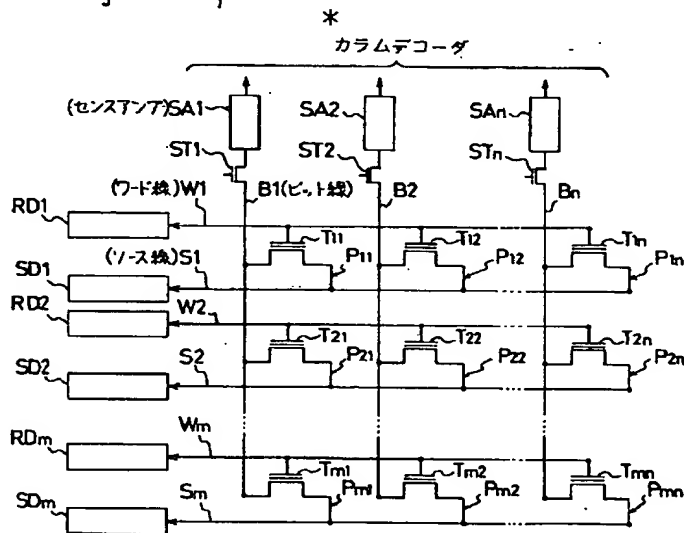 *
カラムデコーダ
(センスアンプ)SA1
SA2
SAn
ST1
ST2
STn
(ワード線)W1
B1(ビット線)
B2
Bn
RD1
T11
T12
T1n
(ソース線)S1
P11
P12
P1n
SD1
RD2
W2
T21
T22
T2n
S2
P21
P22
P2n
SD2
Wm
RDm
Tm1
Tm2
Tmn
Sm
Pm1
Pm2
Pmn
SDm